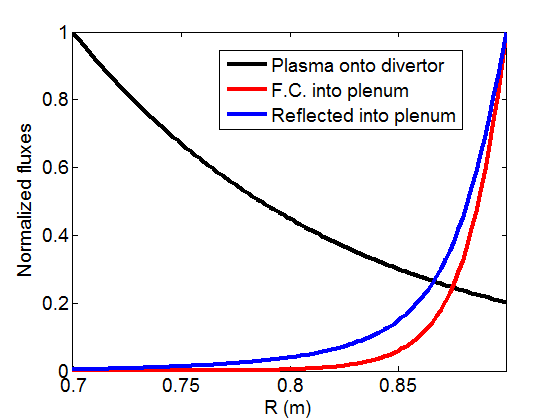 Plasma onto divertor
F.C. into plenum
Reflected into plenum
Normalized fluxes
1
0.8
0.6
0.4
0.2
0
0.7
0.75
0.8
0.85
R (m)